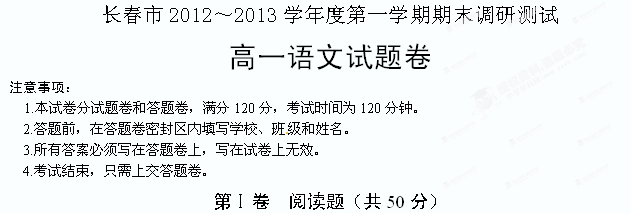 长春市2012～2013学年度第一学期期末调研测试
高一语文试题卷
注意事项：
1.本试卷分试题卷和答题卷，满分120分，考试时间为120分钟。
2.答题前，在答题卷密封区内填写学校、班级和姓名。
3.所有答案必须写在答题卷上，写在试卷上无效。
4.考试结束，只需上交答题卷。
第Ⅰ卷 阅读题（共50分）